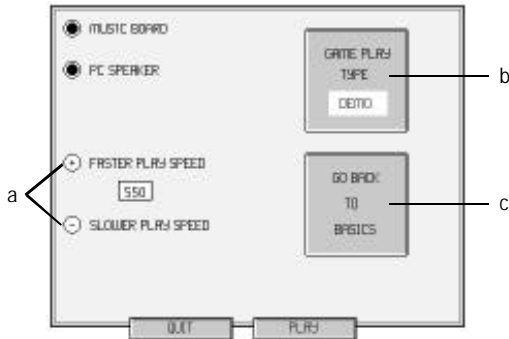 MUSIC BOARD
PC SPEAKER
GAME PLAY
TYPE
DEMO
b
a
FASTER PLAY SPEED
550
SLOWER PLAY SPEED
GO BACK
TO
BASICS
c
QUIT
PLAY